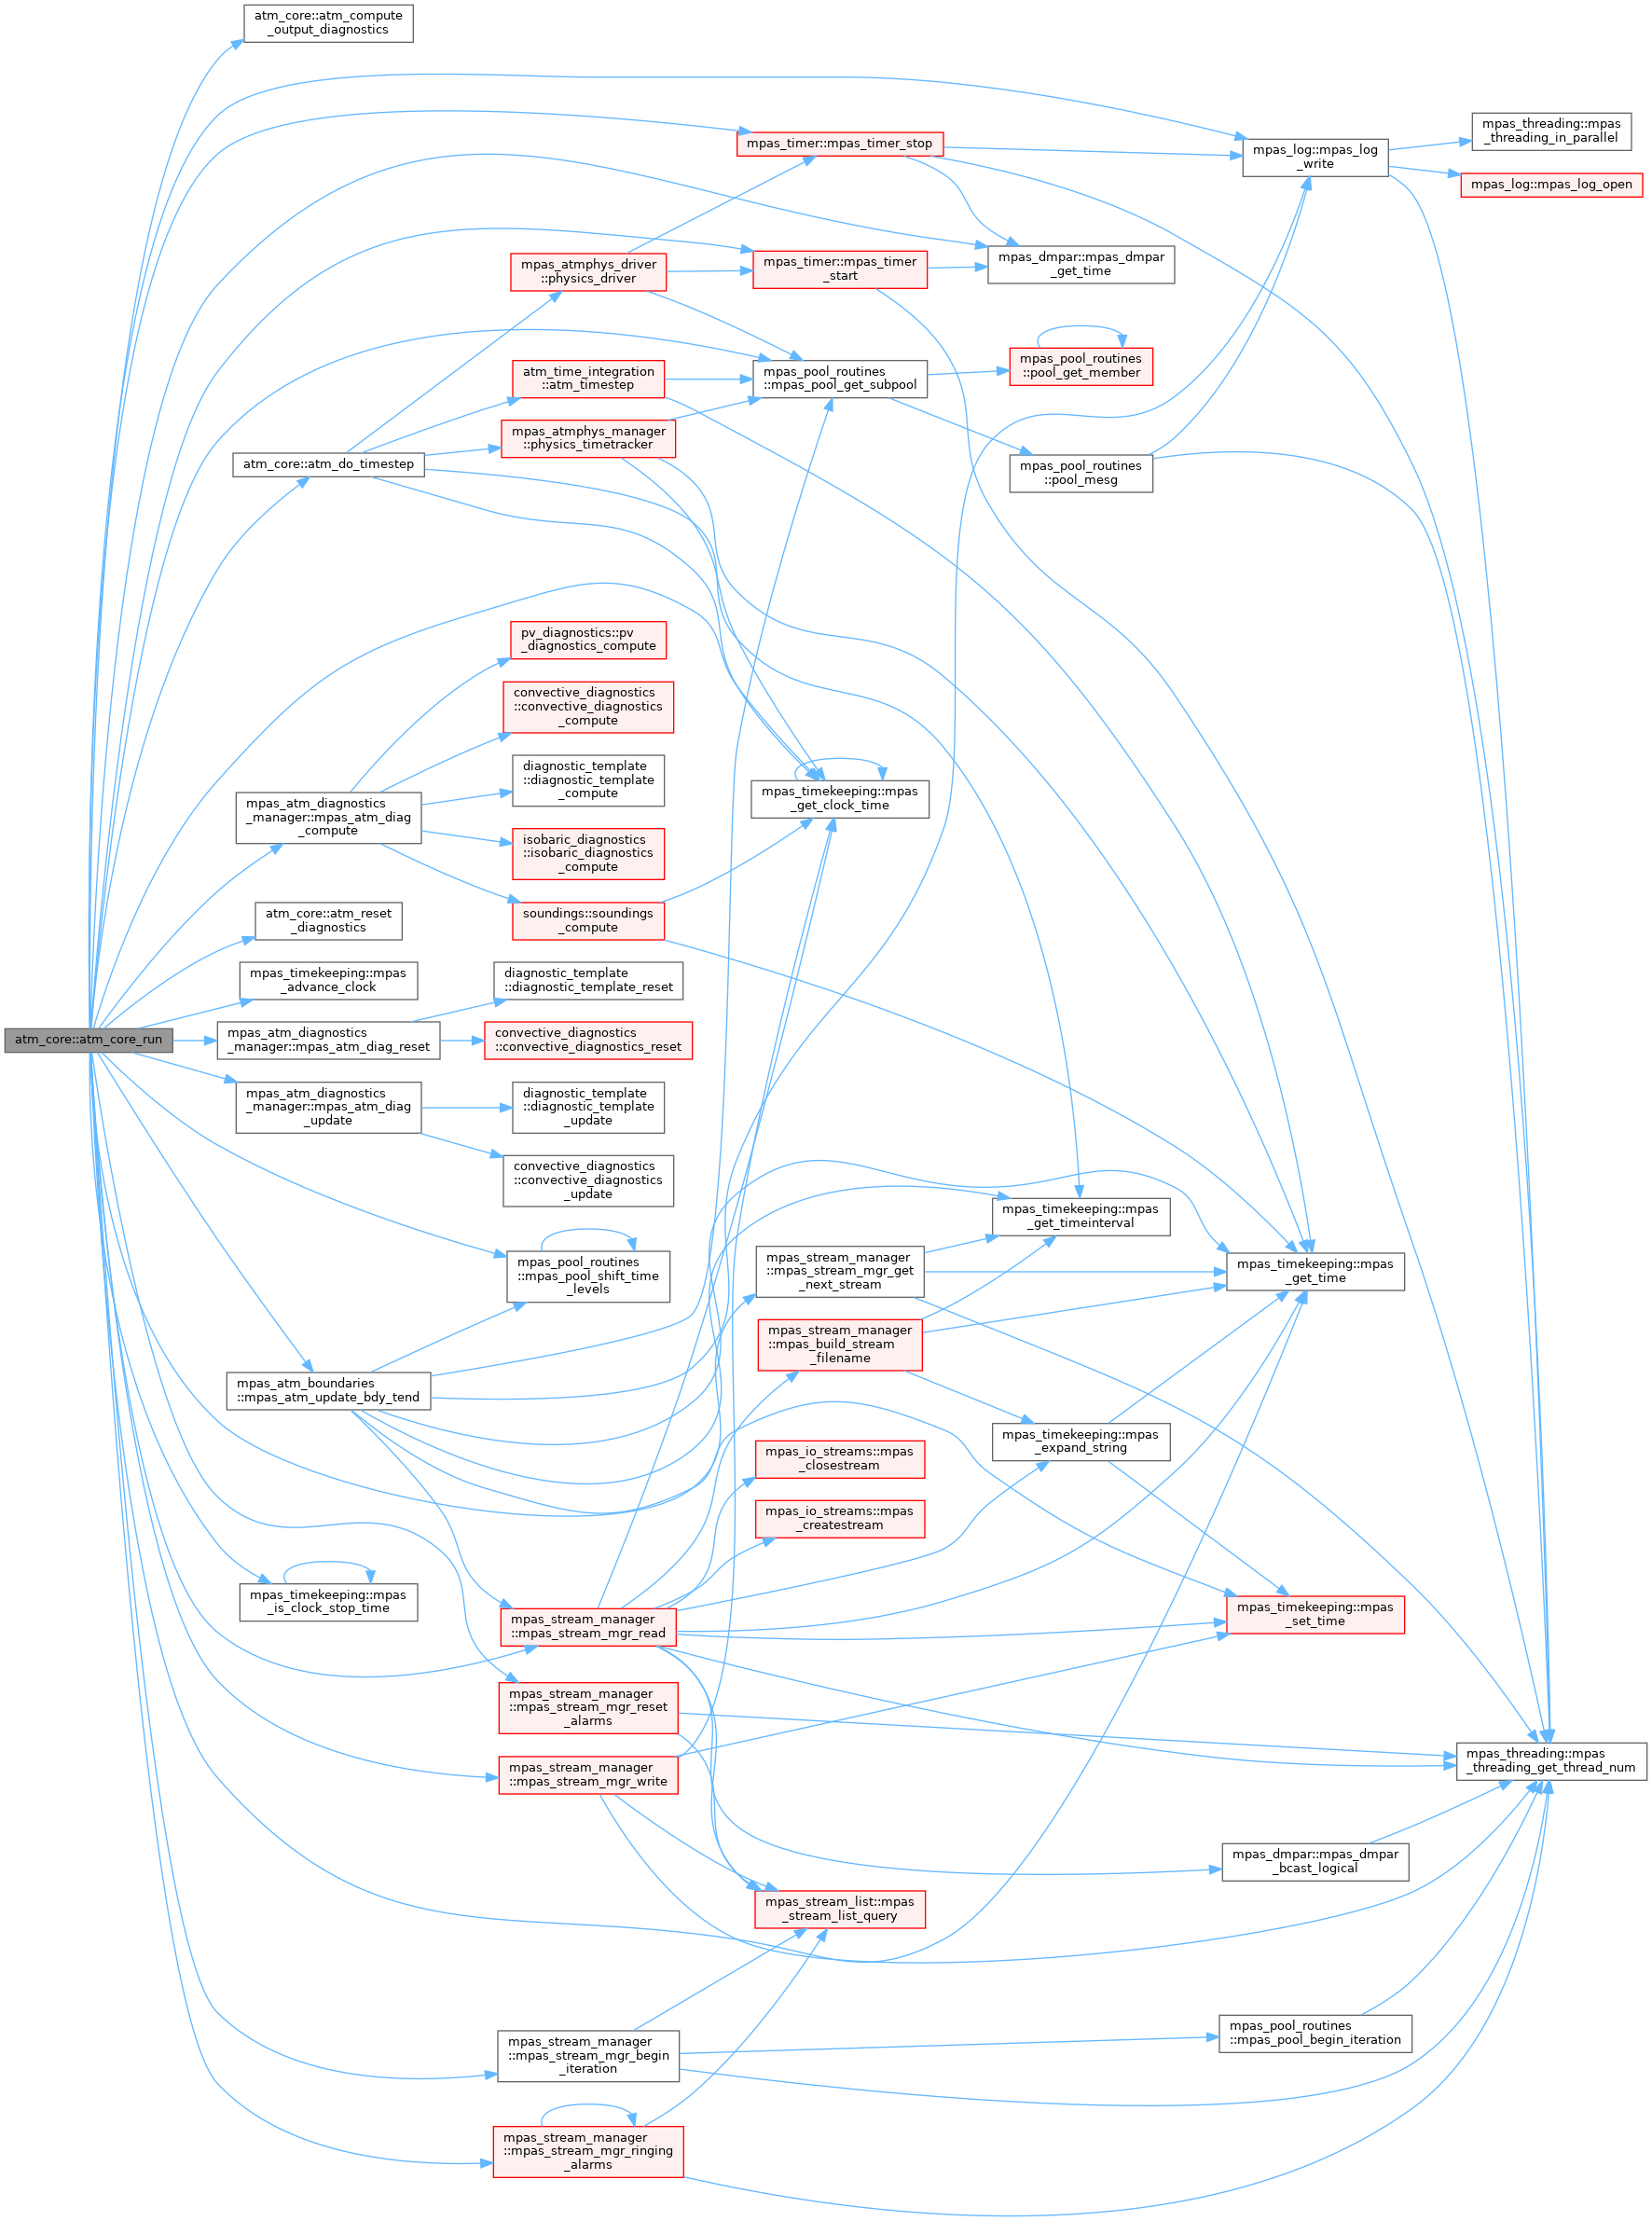 atm_core::atm_compute
_output_diagnostics
mpas_threading::mpas
_threading_in_parallel
mpas_timer::mpas_timer_stop
mpas_log::mpas_log
_write
mpas_log::mpas_log_open
mpas_atmphys_driver
::physics_driver
mpas_timer::mpas_timer
_start
mpas_dmpar::mpas_dmpar
_get_time
atm_time_integration
::atm_timestep
mpas_pool_routines
::mpas_pool_get_subpool
mpas_pool_routines
::pool_get_member
mpas_atmphys_manager
::physics_timetracker
atm_core::atm_do_timestep
mpas_pool_routines
::pool_mesg
pv_diagnostics::pv
_diagnostics_compute
convective_diagnostics
::convective_diagnostics
_compute
diagnostic_template
::diagnostic_template
_compute
mpas_timekeeping::mpas
_get_clock_time
mpas_atm_diagnostics
_manager::mpas_atm_diag
_compute
isobaric_diagnostics
::isobaric_diagnostics
_compute
soundings::soundings
_compute
atm_core::atm_reset
_diagnostics
mpas_timekeeping::mpas
_advance_clock
diagnostic_template
::diagnostic_template_reset
atm_core::atm_core_run
mpas_atm_diagnostics
_manager::mpas_atm_diag_reset
convective_diagnostics
::convective_diagnostics_reset
mpas_atm_diagnostics
_manager::mpas_atm_diag
_update
diagnostic_template
::diagnostic_template
_update
convective_diagnostics
::convective_diagnostics
_update
mpas_timekeeping::mpas
_get_timeinterval
mpas_pool_routines
::mpas_pool_shift_time
_levels
mpas_stream_manager
::mpas_stream_mgr_get
_next_stream
mpas_timekeeping::mpas
_get_time
mpas_stream_manager
::mpas_build_stream
_filename
mpas_atm_boundaries
::mpas_atm_update_bdy_tend
mpas_timekeeping::mpas
_expand_string
mpas_io_streams::mpas
_closestream
mpas_io_streams::mpas
_createstream
mpas_timekeeping::mpas
_is_clock_stop_time
mpas_stream_manager
::mpas_stream_mgr_read
mpas_timekeeping::mpas
_set_time
mpas_stream_manager
::mpas_stream_mgr_reset
_alarms
mpas_stream_manager
::mpas_stream_mgr_write
mpas_threading::mpas
_threading_get_thread_num
mpas_dmpar::mpas_dmpar
_bcast_logical
mpas_stream_list::mpas
_stream_list_query
mpas_stream_manager
::mpas_stream_mgr_begin
_iteration
mpas_pool_routines
::mpas_pool_begin_iteration
mpas_stream_manager
::mpas_stream_mgr_ringing
_alarms